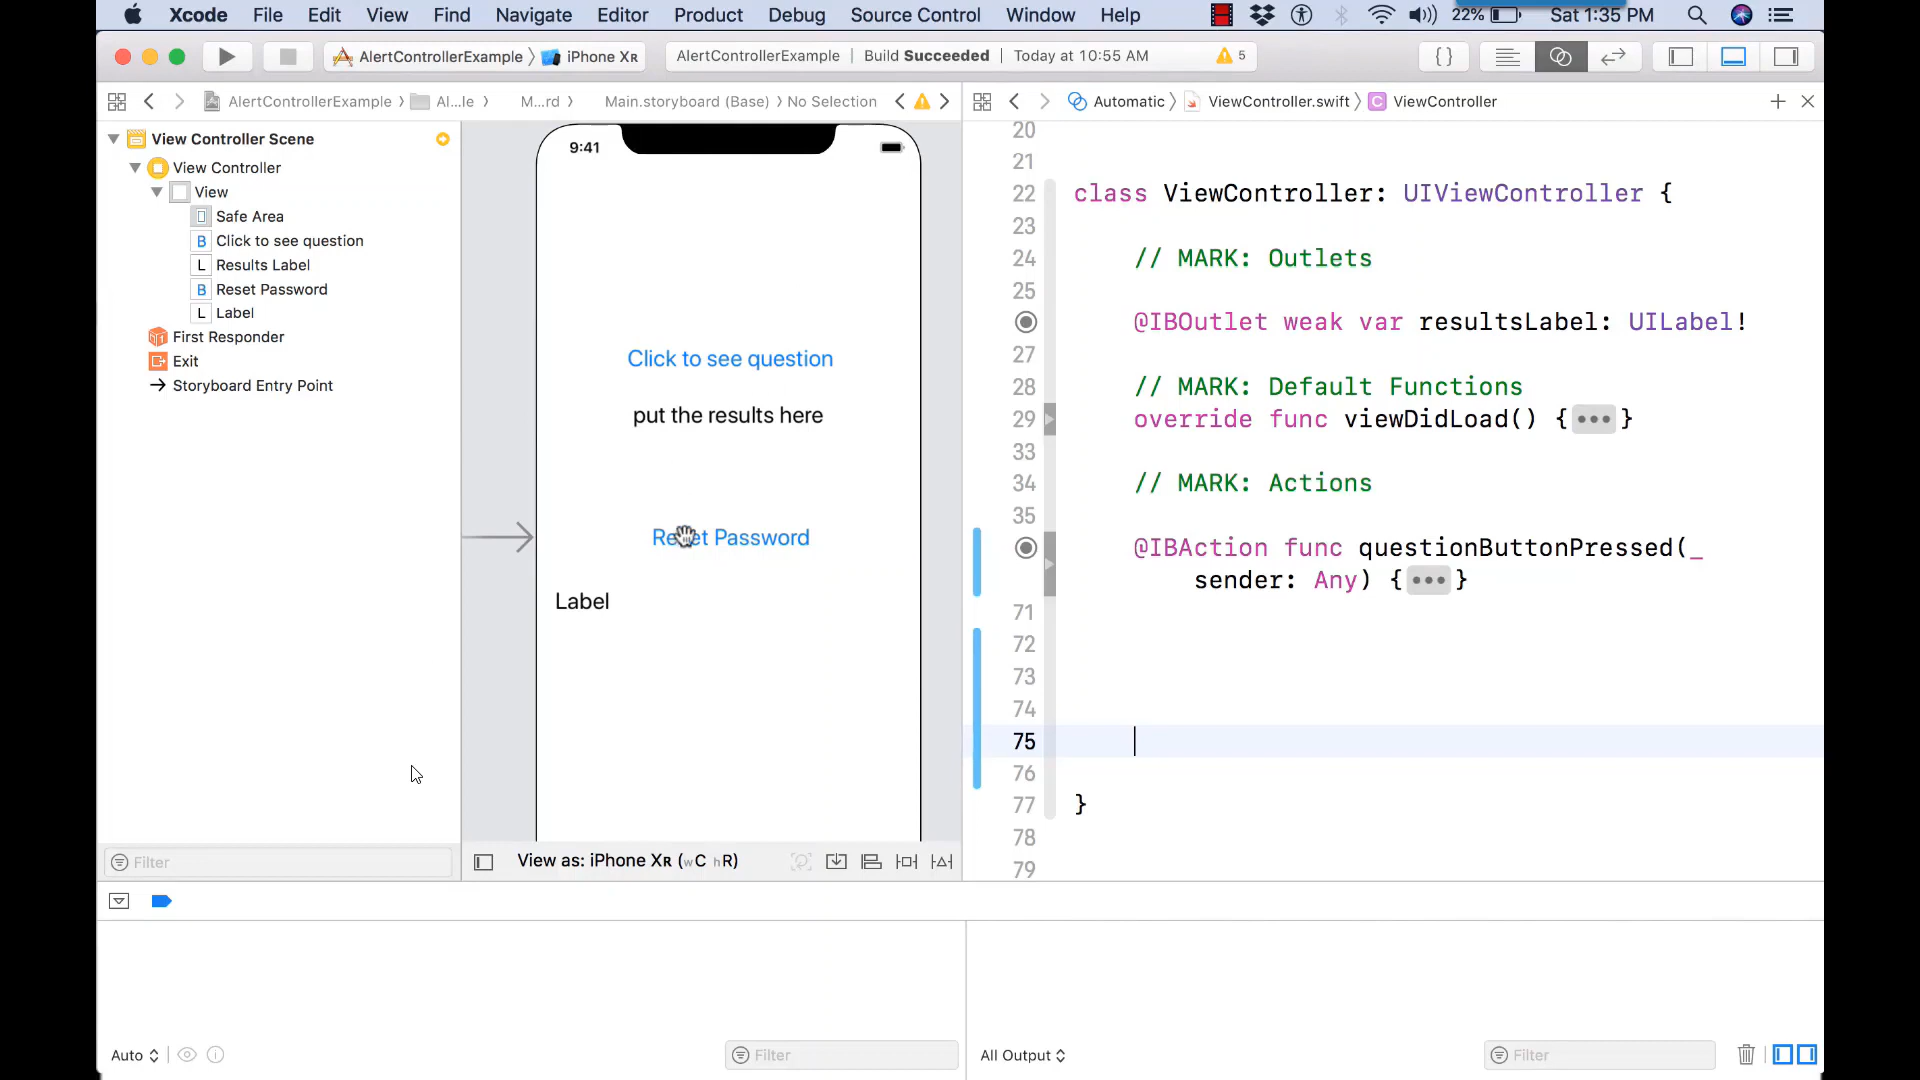 Xcode File Edit View Find Navigate Editor Product Debug Source Control Window Help 22% Sat 1:35 PM
AlertControllerExample iPhone XR AlertControllerExample Build Succeeded Today at 10:55 AM 5 { }
AlertControllerExample Al...le M...rd Main.storyboard (Base) No Selection Automatic ViewController.swift C ViewController
View Controller Scene
View Controller
View
Safe Area
B Click to see question
L Results Label
B Reset Password
L Label
First Responder
Exit
Storyboard Entry Point
Filter
9:41
Click to see question
put the results here
Reset Password
Label
View as: iPhone XR (wC hR)
20
21
22 class ViewController: UIViewController {
23
24 // MARK: Outlets
25
@IBOutlet weak var resultsLabel: UILabel!
27
28 // MARK: Default Functions
29 override func viewDidLoad() {•••}
33
34 // MARK: Actions
35
@IBAction func questionButtonPressed(_
sender: Any) {•••}
71
72
73
74
75
76
77 }
78
79
Auto Filter All Output Filter